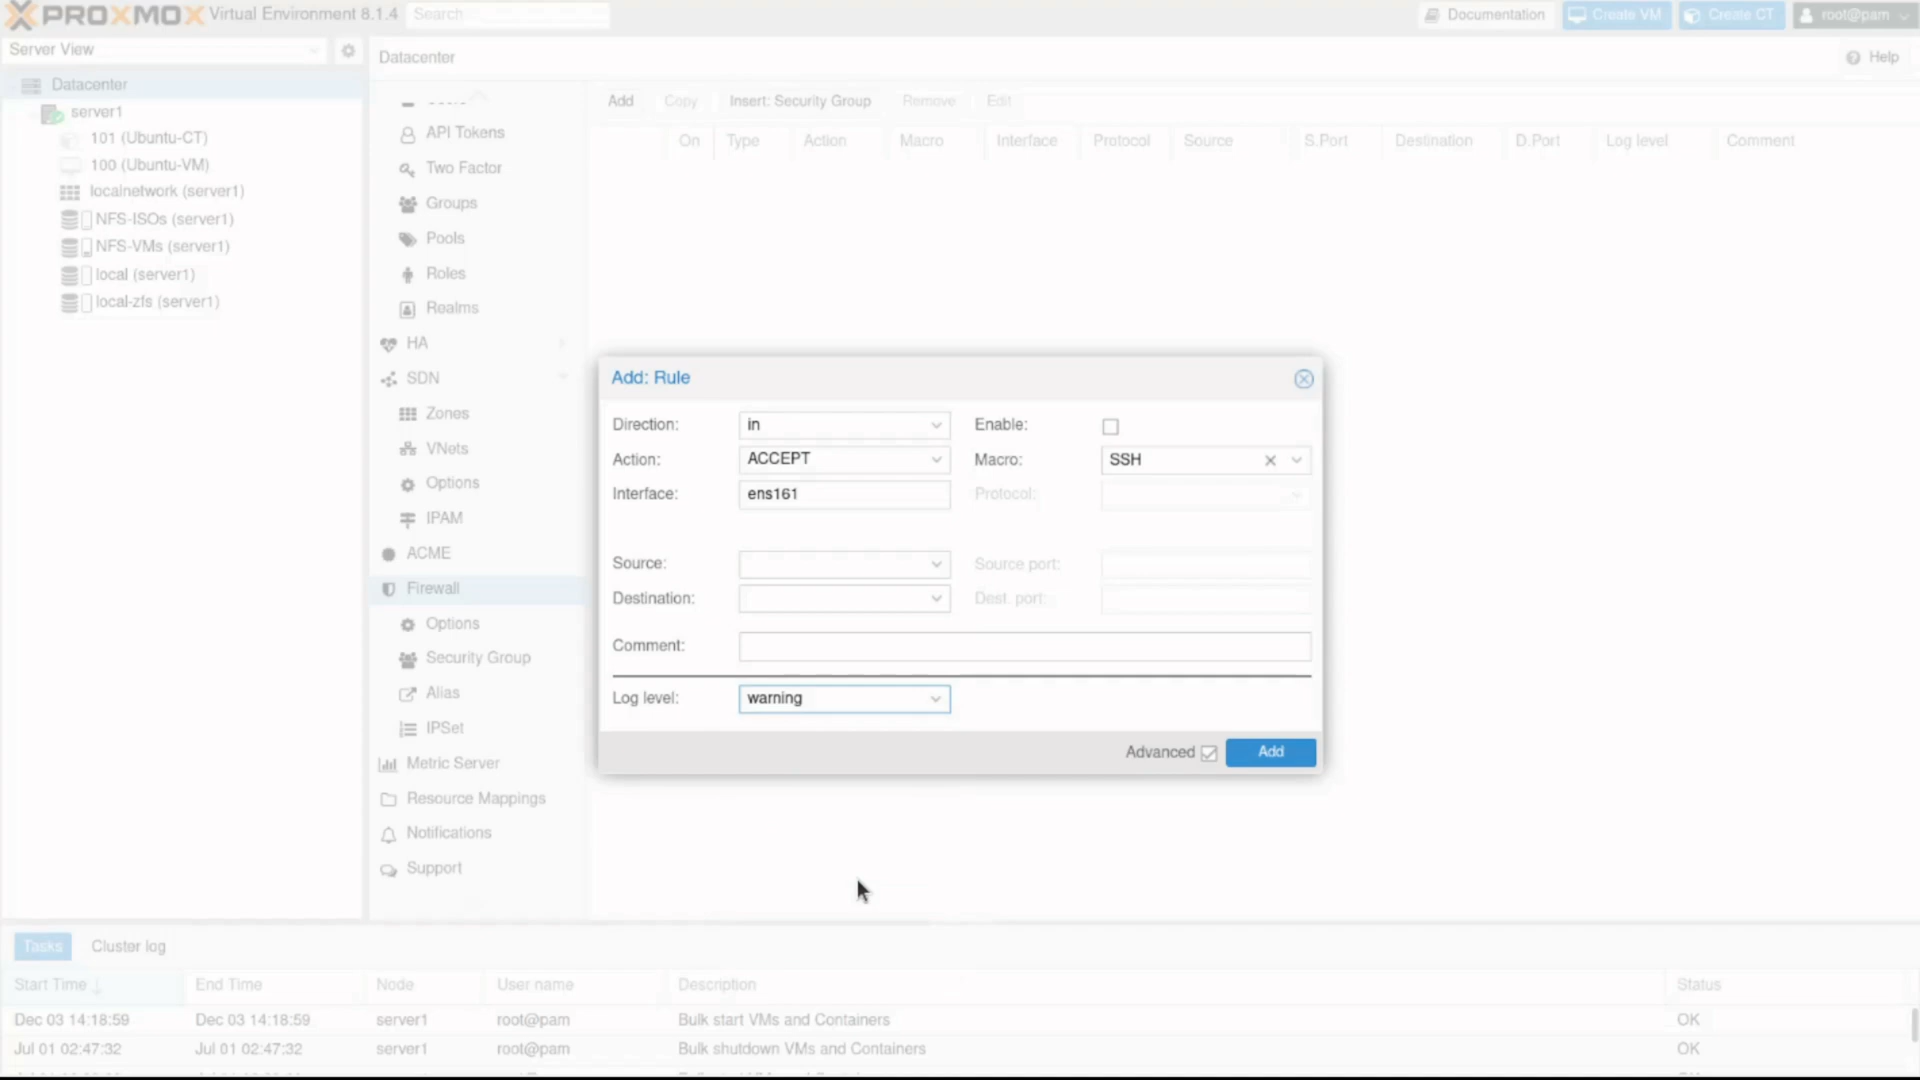 PROXMOX Virtual Environment 8.1.4 Search Documentation Create VM Create CT root@pam
Server View
Datacenter
Help
Datacenter
server1
101 (Ubuntu-CT)
100 (Ubuntu-VM)
localnetwork (server1)
NFS-ISOs (server1)
NFS-VMs (server1)
local (server1)
local-zfs (server1)
API Tokens
Two Factor
Groups
Pools
Roles
Realms
HA
SDN
Zones
VNets
Options
IPAM
ACME
Firewall
Options
Security Group
Alias
IPSet
Metric Server
Resource Mappings
Notifications
Support
Add Copy Insert: Security Group Remove Edit
On Type Action Macro Interface Protocol Source S.Port Destination D.Port Log level Comment
Add: Rule
Direction: in Enable:
Action: ACCEPT Macro: SSH
Interface: ens161 Protocol:
Source: Source port:
Destination: Dest. port:
Comment:
Log level: warning
Advanced Add
Tasks Cluster log
Start Time End Time Node User name Description Status
Dec 03 14:18:59 Dec 03 14:18:59 server1 root@pam Bulk start VMs and Containers OK
Jul 01 02:47:32 Jul 01 02:47:32 server1 root@pam Bulk shutdown VMs and Containers OK